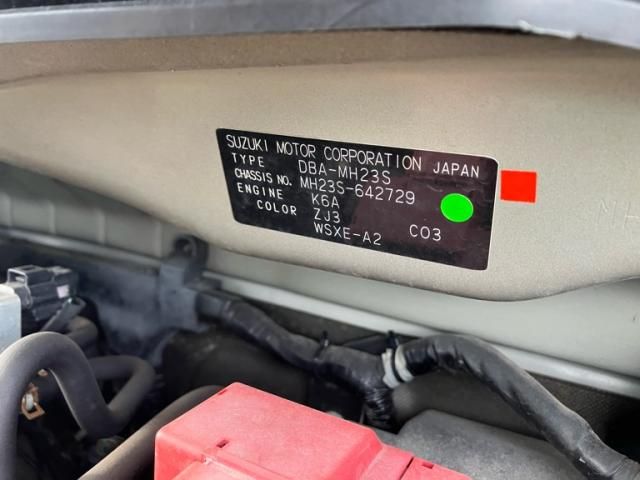 SUZUKI MOTOR CORPORATION JAPAN
TYPE DBA-MH23S
CHASSIS NO. MH23S-642729
ENGINE K6A
COLOR ZJ3
WSXE-A2 C03